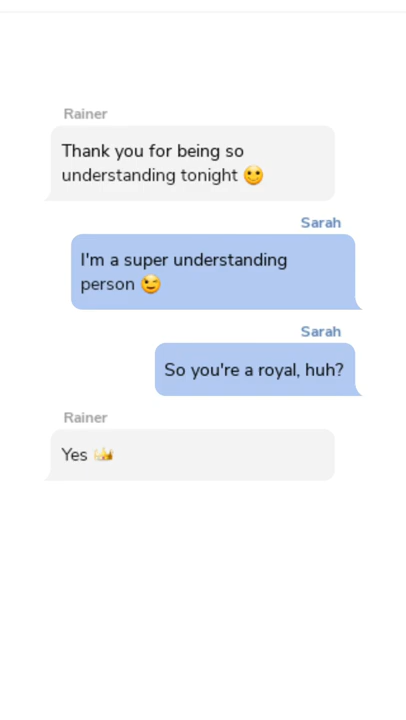 Rainer
Thank you for being so
understanding tonight 🙂
Sarah
I'm a super understanding
person 😉
Sarah
So you're a royal, huh?
Rainer
Yes 👑